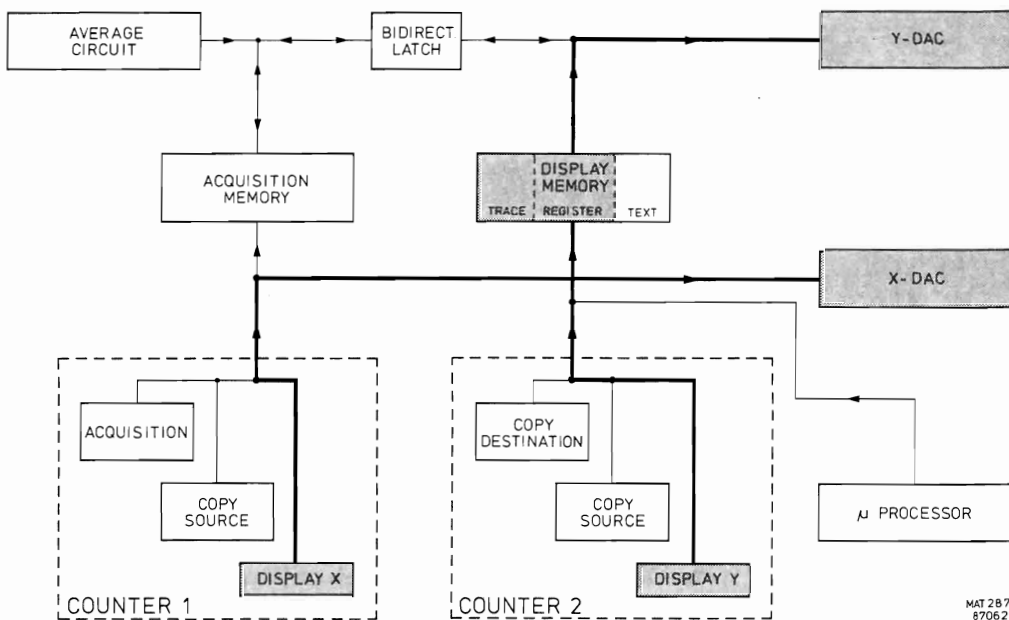 AVERAGE
CIRCUIT
BIDIRECT.
LATCH
Y-DAC
ACQUISITION
MEMORY
DISPLAY
MEMORY
TRACE REGISTER TEXT
X-DAC
ACQUISITION
COPY
SOURCE
DISPLAY X
COUNTER 1
COPY
DESTINATION
COPY
SOURCE
DISPLAY Y
COUNTER 2
μ PROCESSOR
MAT 287
87062